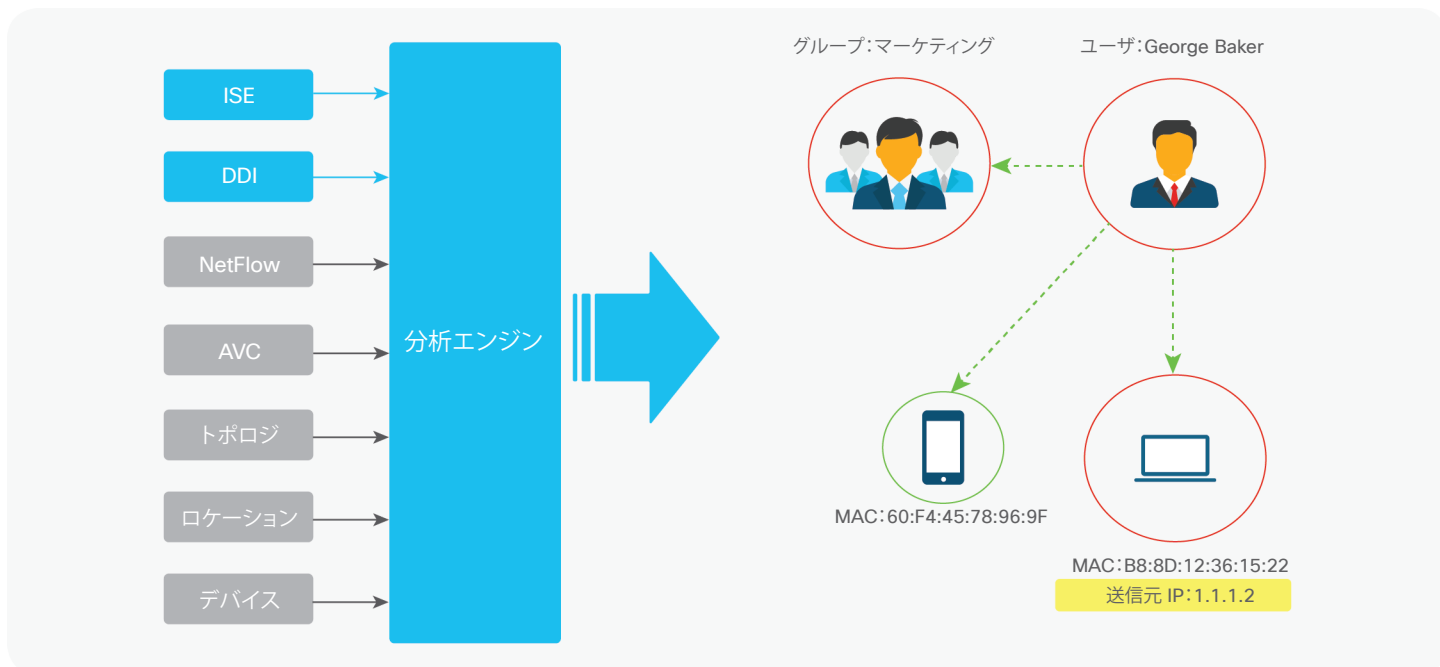 ISE
DDI
NetFlow
AVC
トポロジ
ロケーション
デバイス
分析エンジン
グループ：マーケティング
ユーザ：George Baker
MAC：60:F4:45:78:96:9F
MAC：B8:8D:12:36:15:22
送信元 IP：1.1.1.2